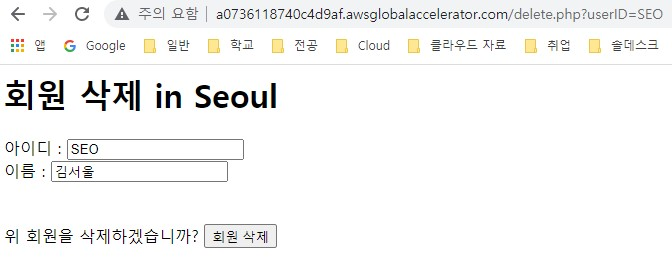 주의 요함 | a0736118740c4d9af.awsglobalaccelerator.com/delete.php?userID=SEO
앱 Google 일반 학교 전공 Cloud 클라우드 자료 취업 솔데스크
회원 삭제 in Seoul
아이디 : SEO
이름 : 김서울
위 회원을 삭제하겠습니까? 회원 삭제